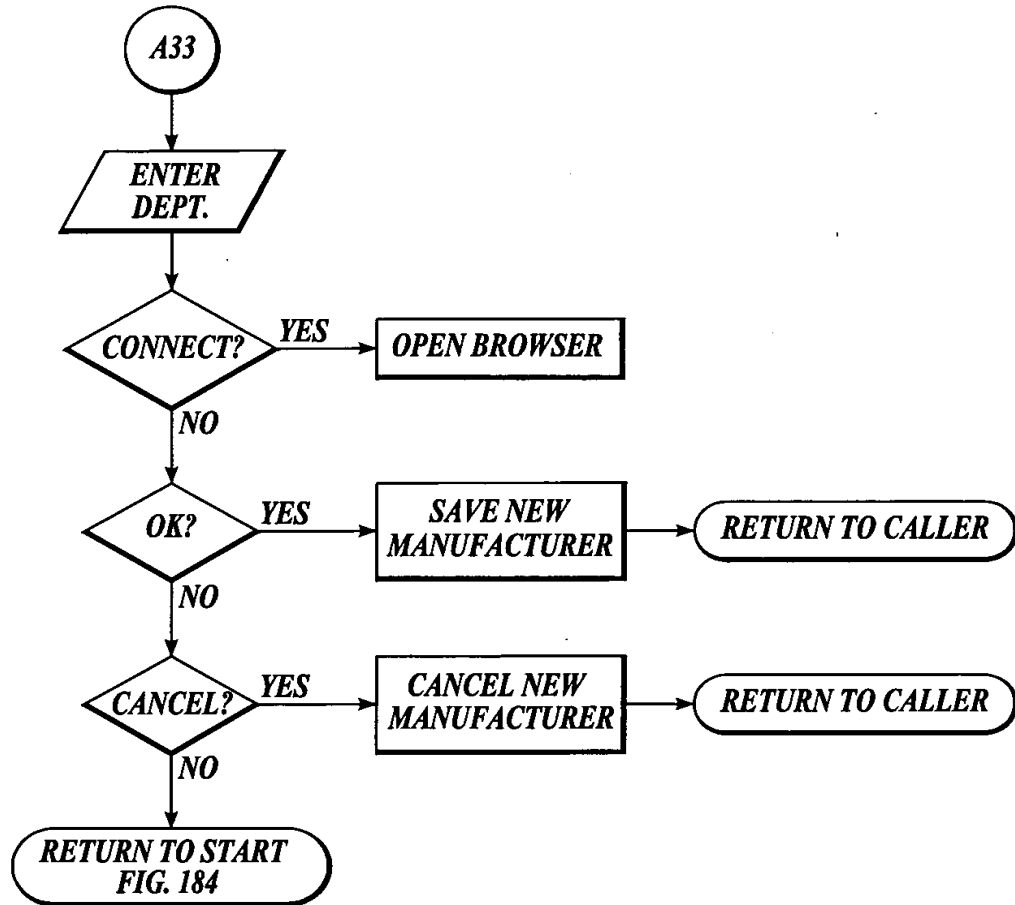 A33
ENTER
DEPT.
CONNECT?
YES
OPEN BROWSER
NO
OK?
YES
SAVE NEW
MANUFACTURER
RETURN TO CALLER
NO
CANCEL?
YES
CANCEL NEW
MANUFACTURER
RETURN TO CALLER
NO
RETURN TO START
FIG. 184